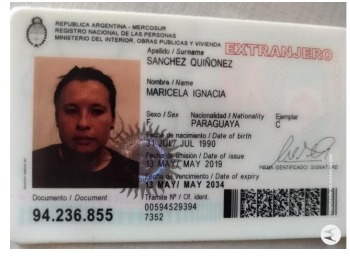 REPUBLICA ARGENTINA - MERCOSUR
REGISTRO NACIONAL DE LAS PERSONAS
MINISTERIO DEL INTERIOR, OBRAS PUBLICAS Y VIVIENDA
EXTRANJERO
Apellido / Surname
SANCHEZ QUIÑONEZ
Nombre / Name
MARICELA IGNACIA
Sexo / Sex Nacionalidad / Nationality Ejemplar
F PARAGUAYA C
Fecha de nacimiento / Date of birth
31 JUL/ JUL 1990
Fecha de emisión / Date of issue
13 MAY/ MAY 2019
FIRMA IDENTIFICADO / SIGNATURE
Fecha de vencimiento / Date of expiry
13 MAY/ MAY 2034
Documento / Document
94.236.855
Trámite Nº / Of. ident.
00594529394
7352